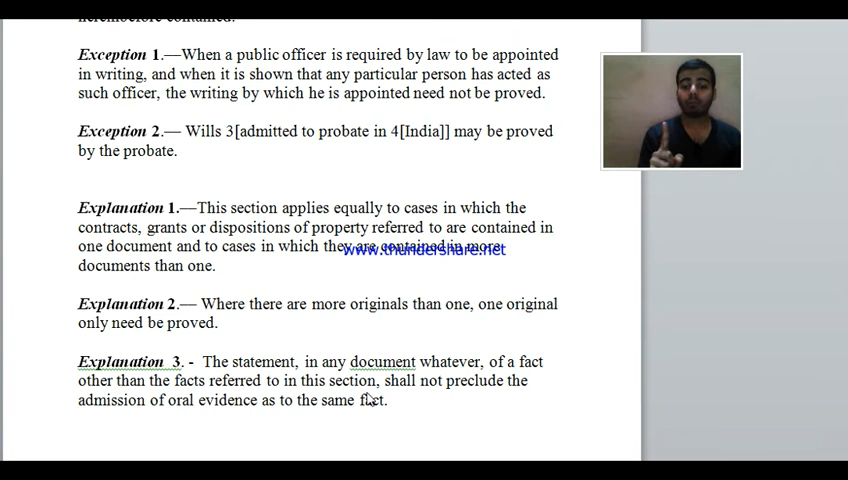 hereinbefore contained.
Exception 1.—When a public officer is required by law to be appointed
in writing, and when it is shown that any particular person has acted as
such officer, the writing by which he is appointed need not be proved.
Exception 2.— Wills 3[admitted to probate in 4[India]] may be proved
by the probate.
Explanation 1.—This section applies equally to cases in which the
contracts, grants or dispositions of property referred to are contained in
one document and to cases in which they are contained in more
www.thundershare.net
documents than one.
Explanation 2.— Where there are more originals than one, one original
only need be proved.
Explanation 3. - The statement, in any document whatever, of a fact
other than the facts referred to in this section, shall not preclude the
admission of oral evidence as to the same fact.